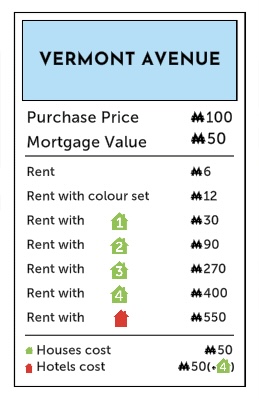 VERMONT AVENUE
Purchase Price ₩100
Mortgage Value ₩50
Rent ₩6
Rent with colour set ₩12
Rent with 1 ₩30
Rent with 2 ₩90
Rent with 3 ₩270
Rent with 4 ₩400
Rent with ₩550
Houses cost ₩50
Hotels cost ₩50(+4)